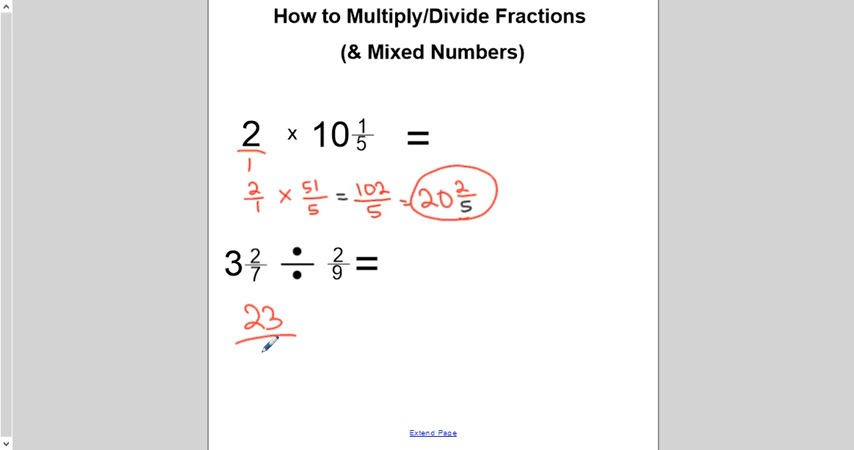 How to Multiply/Divide Fractions
(& Mixed Numbers)
2 x 10 1/5 =
1
2/1 × 51/5 = 102/5 = 20 2/5
3 2/7 ÷ 2/9 =
23
Extend Page